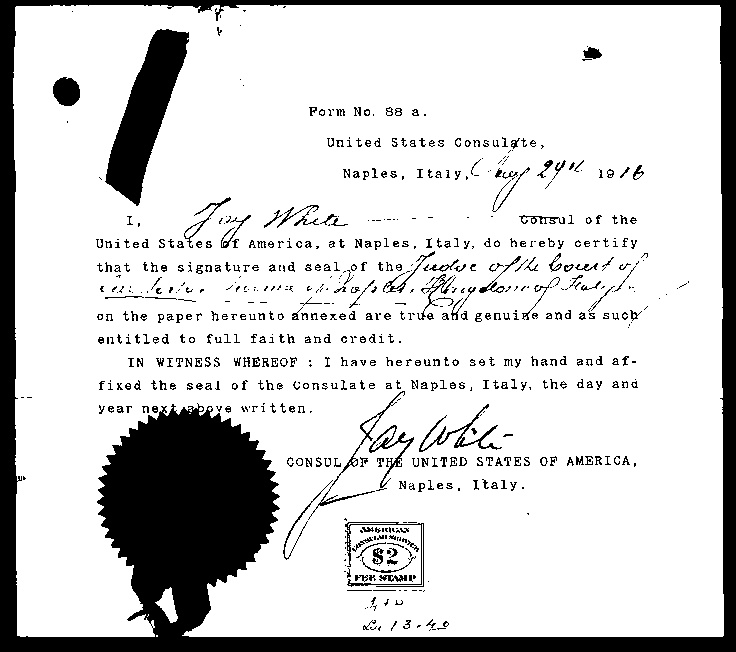 Form No. 88 a.
United States Consulate,
Naples, Italy, Aug 29th 1916
I, Jay White Consul of the
United States of America, at Naples, Italy, do hereby certify
that the signature and seal of the Judge of the Court of
of Naples, Kingdom of Italy
on the paper hereunto annexed are true and genuine and as such
entitled to full faith and credit.
IN WITNESS WHEREOF : I have hereunto set my hand and af-
fixed the seal of the Consulate at Naples, Italy, the day and
year next above written.
Jay White
CONSUL OF THE UNITED STATES OF AMERICA,
Naples, Italy.
AMERICAN
CONSULAR SERVICE
$2
FEE STAMP
L. 13.40